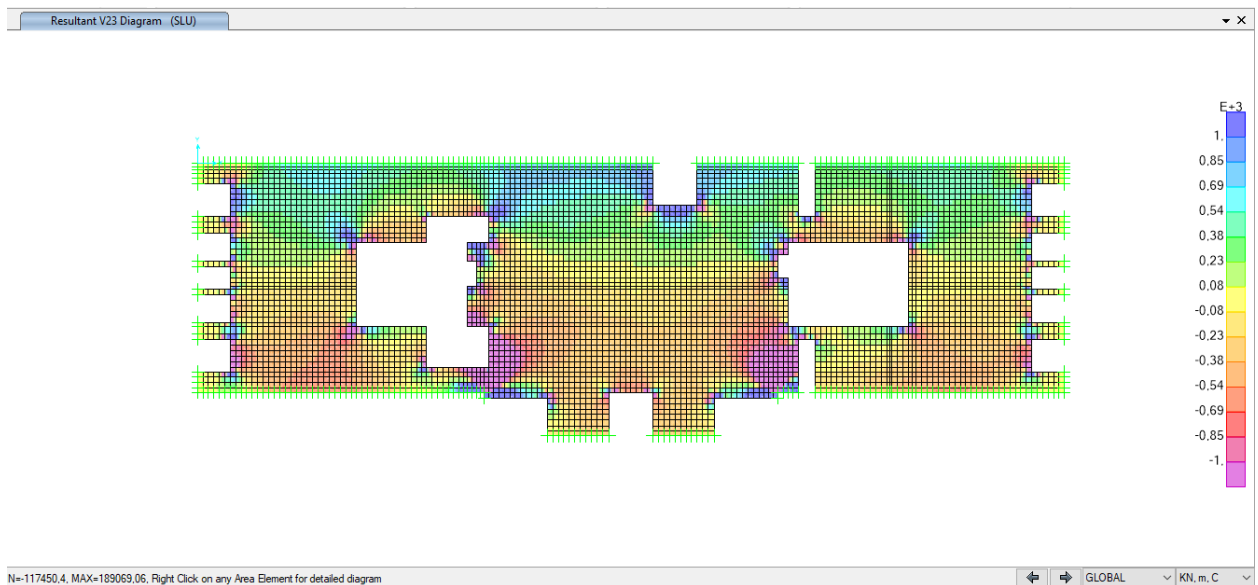 Resultant V23 Diagram (SLU)
E+3
1,
0.85
0.69
0.54
0.38
0.23
0.08
-0.08
-0.23
-0.38
-0.54
-0.69
-0.85
-1,
N=-117450,4, MAX=189069,06, Right Click on any Area Element for detailed diagram
GLOBAL
KN, m, C